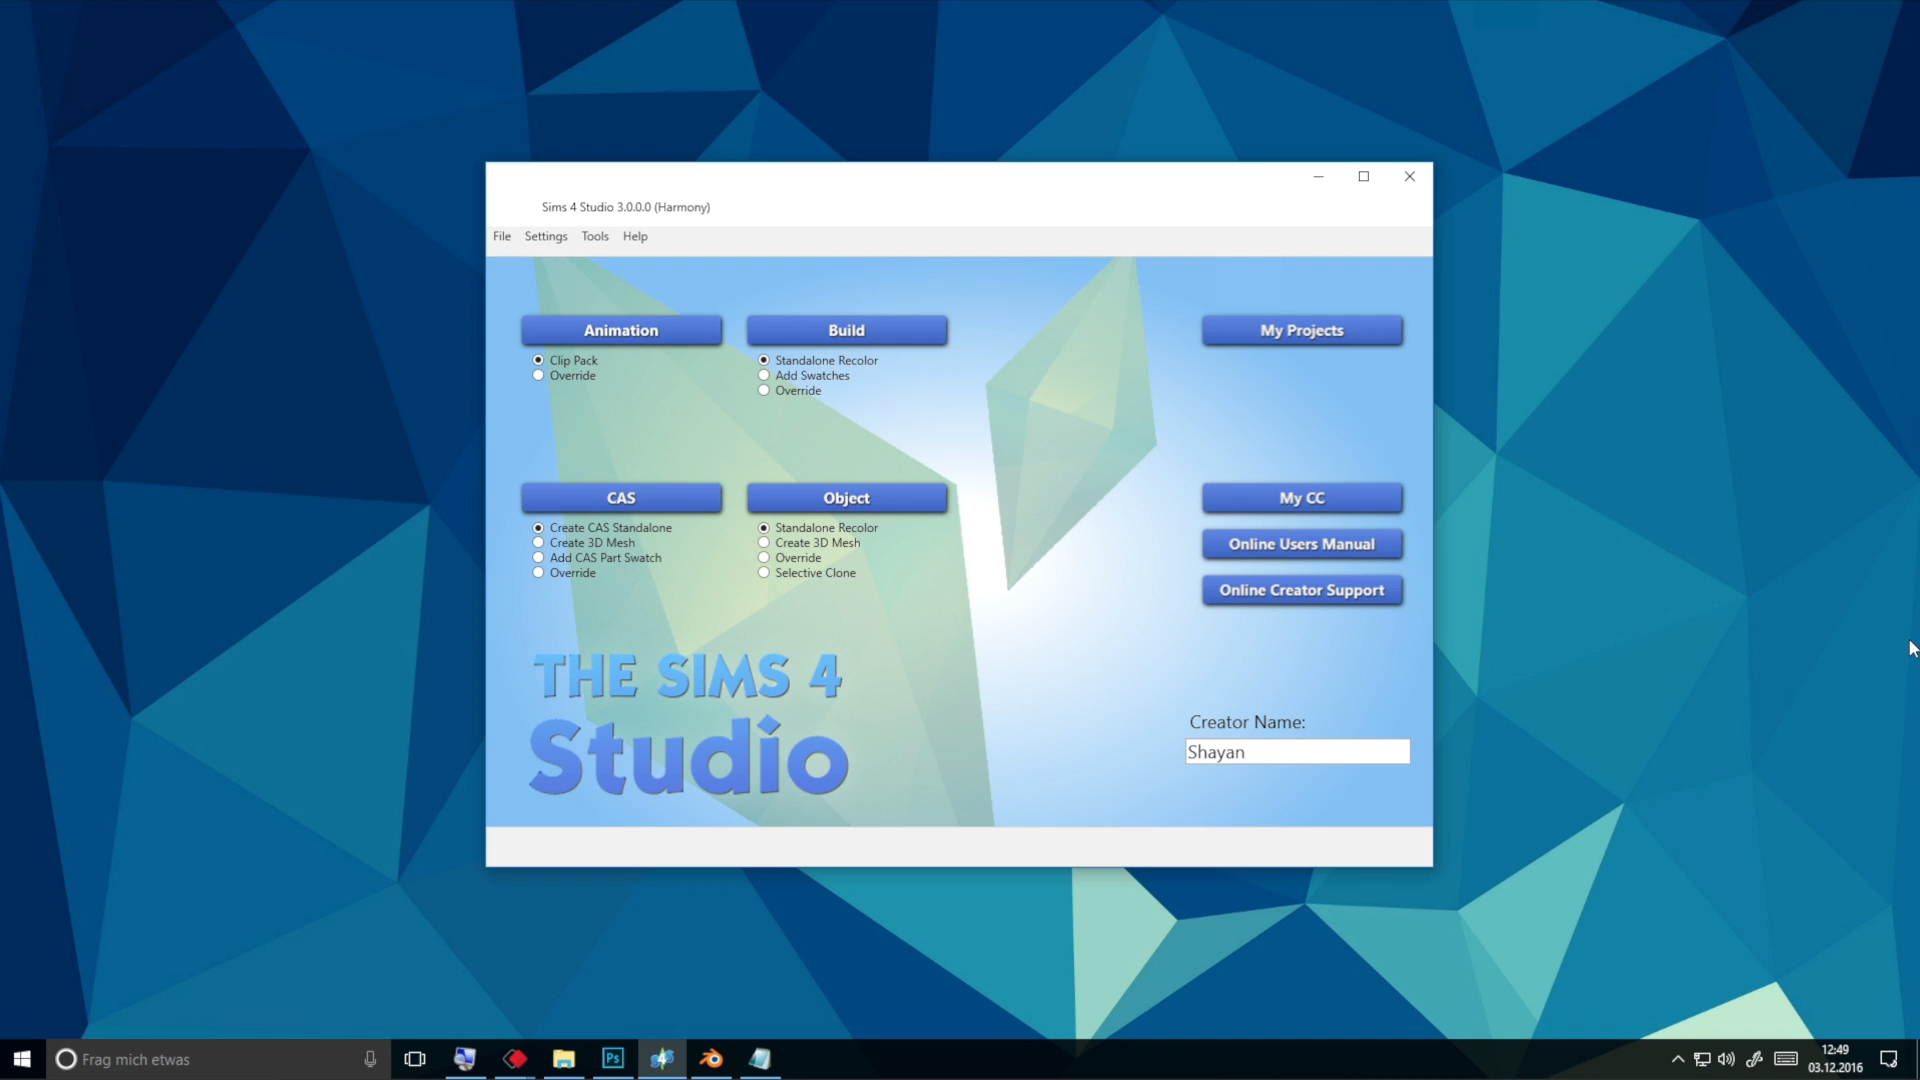 Sims 4 Studio 3.0.0.0 (Harmony)
File Settings Tools Help
Animation
Clip Pack
Override
Build
Standalone Recolor
Add Swatches
Override
My Projects
CAS
Create CAS Standalone
Create 3D Mesh
Add CAS Part Swatch
Override
Object
Standalone Recolor
Create 3D Mesh
Override
Selective Clone
My CC
Online Users Manual
Online Creator Support
THE SIMS 4
Studio
Creator Name:
Shayan
Frag mich etwas
Ps
4
12:49
03.12.2016